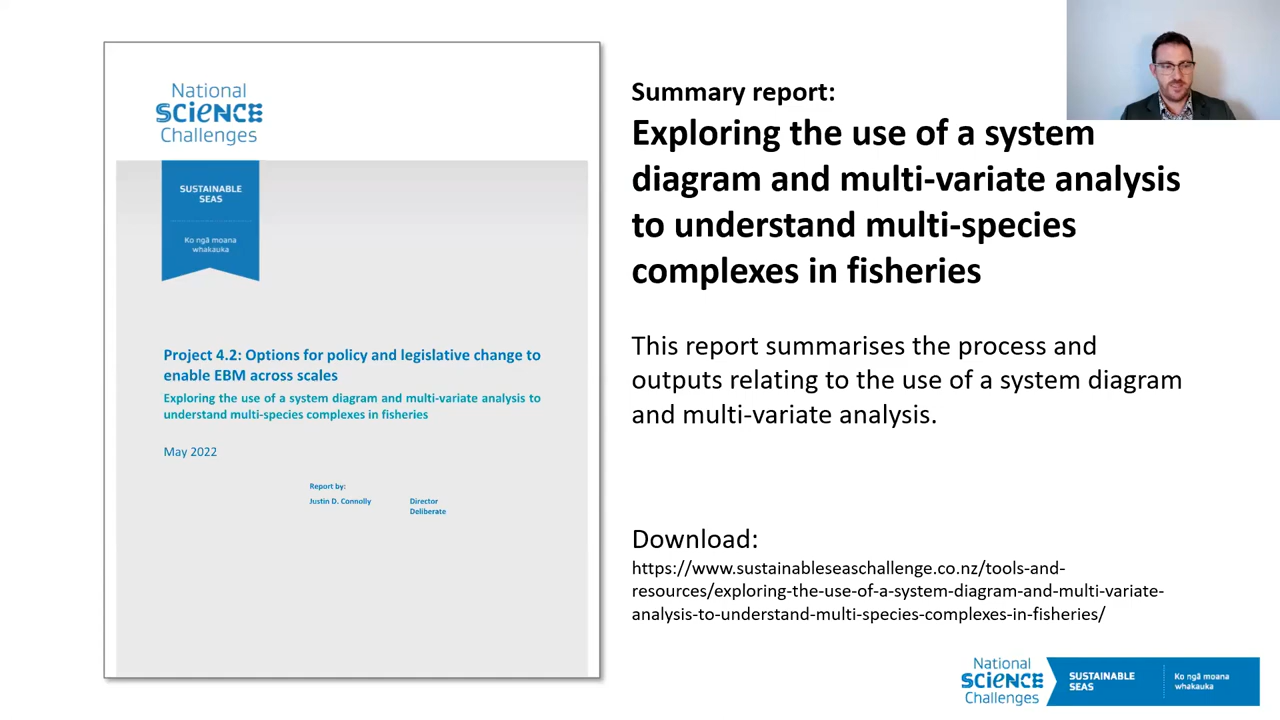 National
SCIENCE
Challenges
SUSTAINABLE
SEAS
Ko ngā moana
whakauka
Project 4.2: Options for policy and legislative change to
enable EBM across scales
Exploring the use of a system diagram and multi-variate analysis to
understand multi-species complexes in fisheries
May 2022
Report by:
Justin D. Connolly Director
Deliberate
Summary report:
Exploring the use of a system
diagram and multi-variate analysis
to understand multi-species
complexes in fisheries
This report summarises the process and
outputs relating to the use of a system diagram
and multi-variate analysis.
Download:
https://www.sustainableseaschallenge.co.nz/tools-and-
resources/exploring-the-use-of-a-system-diagram-and-multi-variate-
analysis-to-understand-multi-species-complexes-in-fisheries/
National
SCIENCE
Challenges
SUSTAINABLE
SEAS
Ko ngā moana
whakauka